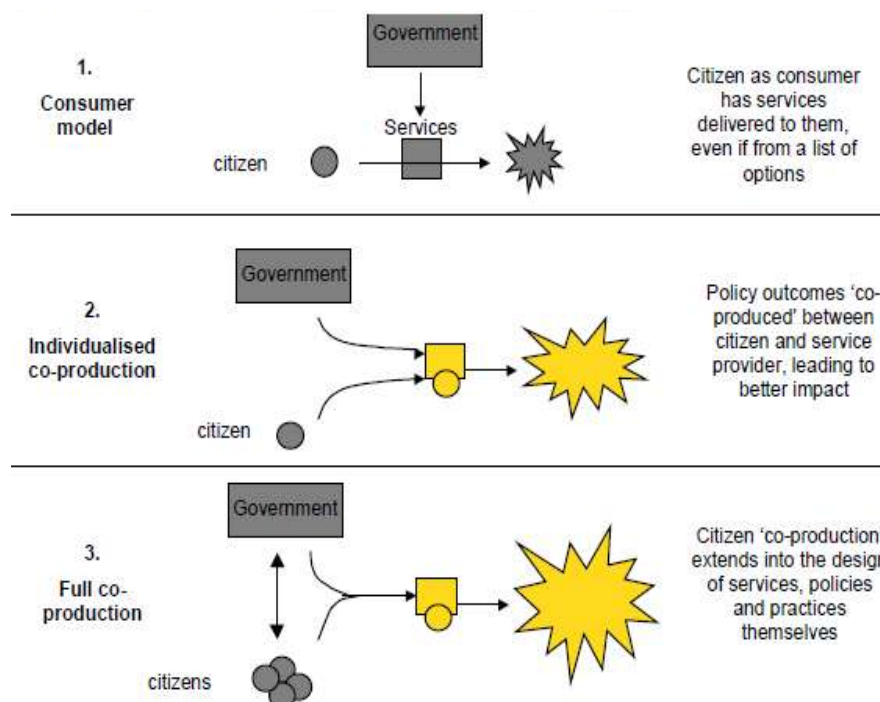 Government
1.
Consumer
model
Services
citizen
Citizen as consumer
has services
delivered to them,
even if from a list of
options
Government
2.
Individualised
co-production
citizen
Policy outcomes ‘co-
produced’ between
citizen and service
provider, leading to
better impact
Government
3.
Full co-
production
citizens
Citizen ‘co-production’
extends into the design
of services, policies
and practices
themselves